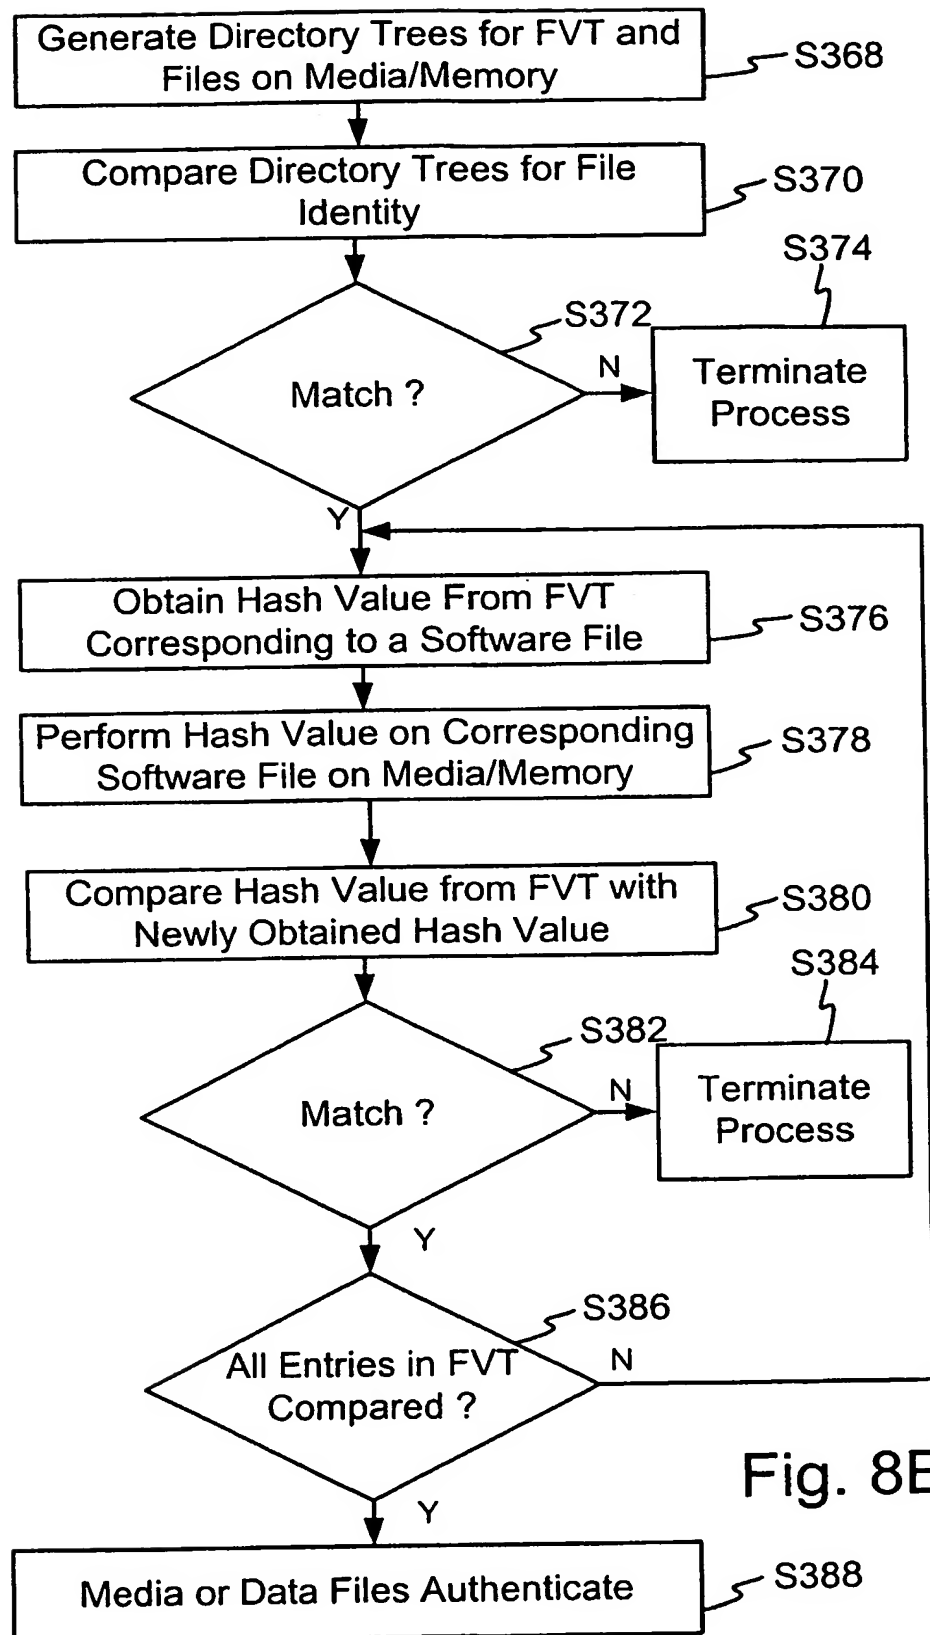 Generate Directory Trees for FVT and
Files on Media/Memory
S368
Compare Directory Trees for File
Identity
S370
S374
S372
Match ?
N
Terminate
Process
Y
Obtain Hash Value From FVT
Corresponding to a Software File
S376
Perform Hash Value on Corresponding
Software File on Media/Memory
S378
Compare Hash Value from FVT with
Newly Obtained Hash Value
S380
S384
S382
Match ?
N
Terminate
Process
Y
S386
All Entries in FVT
Compared ?
N
Fig. 8
Y
Media or Data Files Authenticate
S388